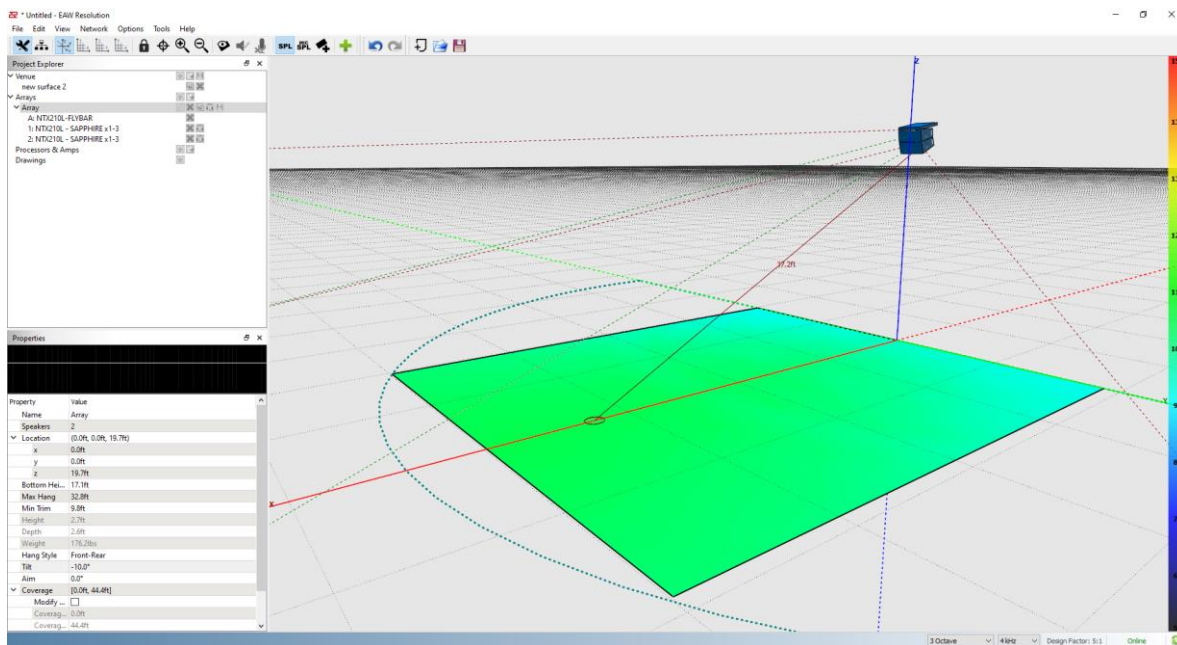 * Untitled - EAW Resolution
File Edit View Network Options Tools Help
SPL
SPL
Project Explorer
Venue
new surface 2
Arrays
Array
A: NTX210L-FLYBAR
1: NTX210L - SAPPHIRE x1-3
2: NTX210L - SAPPHIRE x1-3
Processors & Amps
Drawings
Properties
Property Value
Name Array
Speakers 2
Location (0.0ft, 0.0ft, 19.7ft)
x 0.0ft
y 0.0ft
z 19.7ft
Bottom Hei... 17.1ft
Max Hang 32.8ft
Min Trim 9.8ft
Height 2.7ft
Depth 2.6ft
Weight 176.2lbs
Hang Style Front-Rear
Tilt -10.0°
Aim 0.0°
Coverage [0.0ft, 44.4ft]
Modify ...
Coverag... 0.0ft
Coverag... 44.4ft
Z
X
Y
3 Octave 4 kHz Design Factor: 5:1 Online